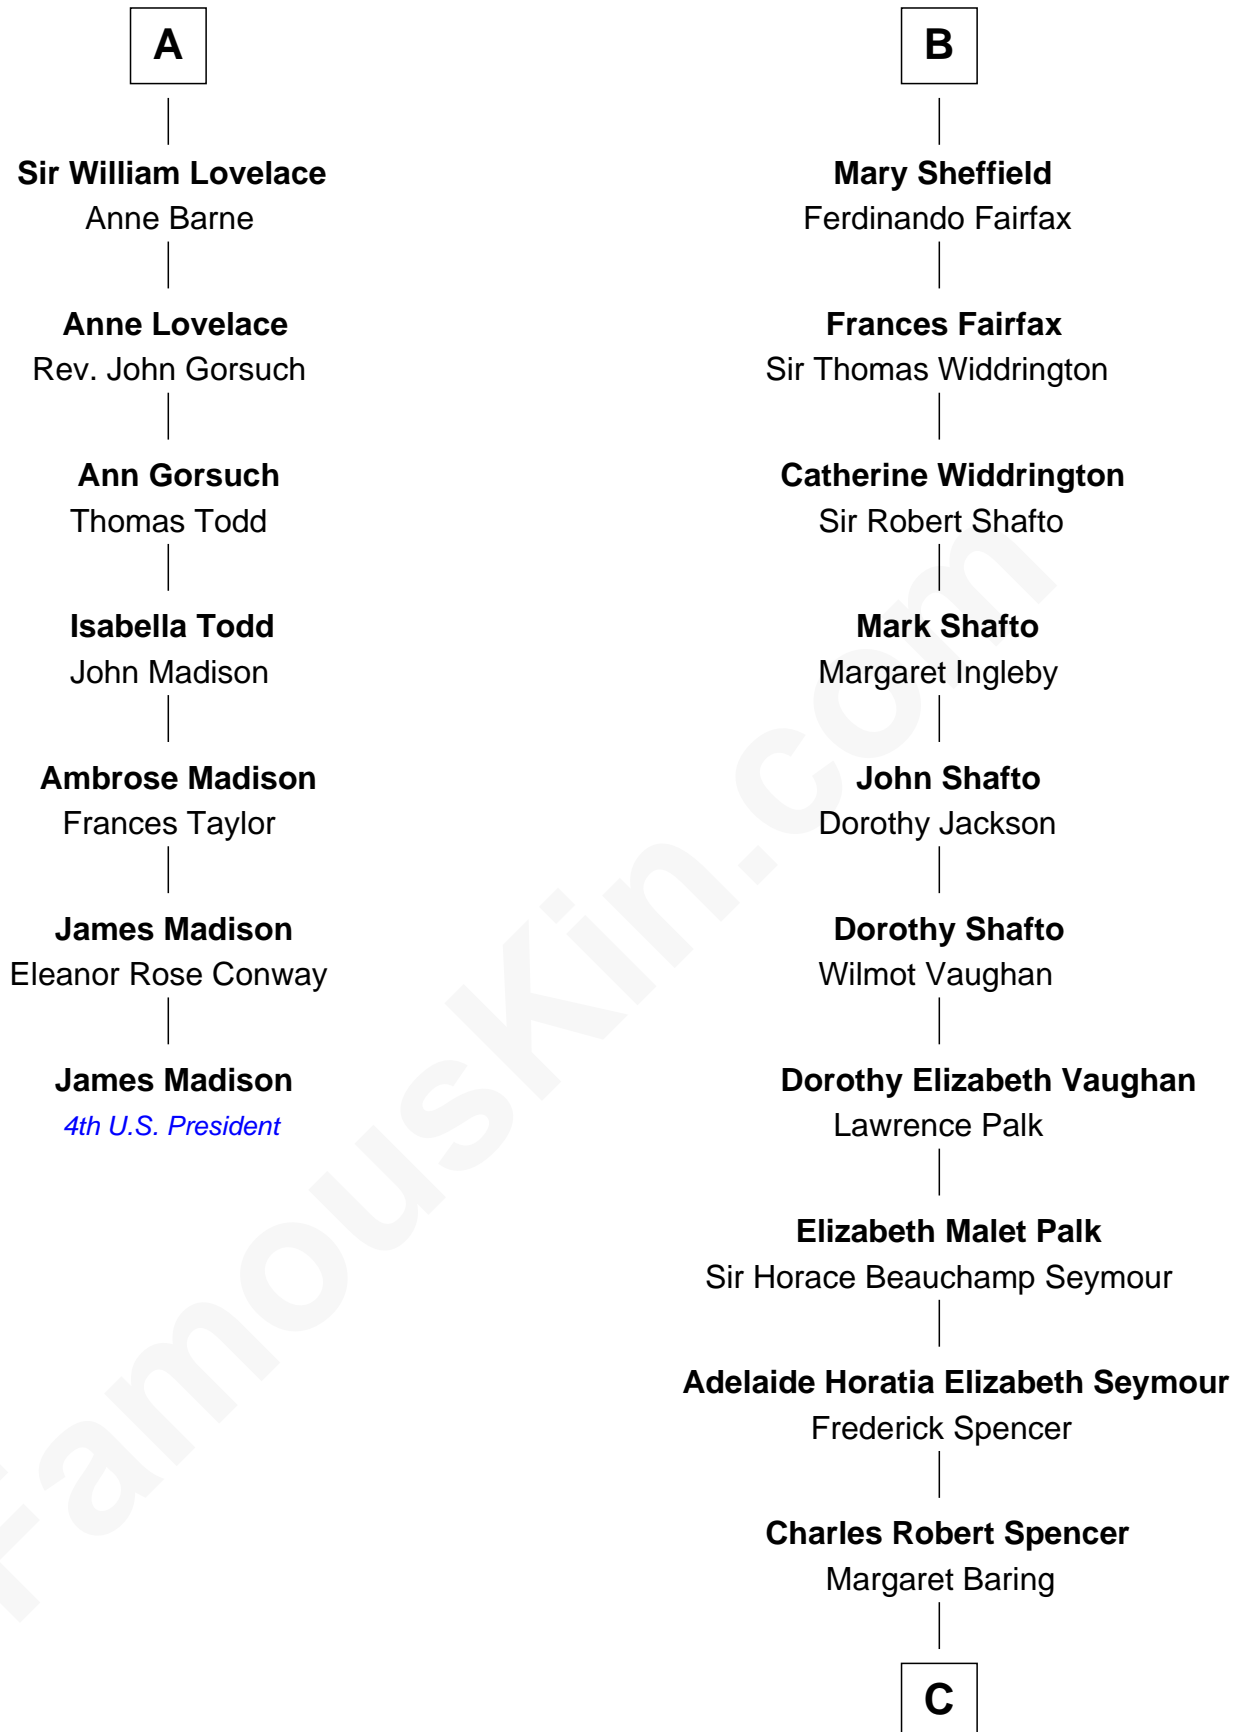 A
Sir William Lovelace
Anne Barne
Anne Lovelace
Rev. John Gorsuch
Ann Gorsuch
Thomas Todd
Isabella Todd
John Madison
Ambrose Madison
Frances Taylor
James Madison
Eleanor Rose Conway
James Madison
4th U.S. President
B
Mary Sheffield
Ferdinando Fairfax
Frances Fairfax
Sir Thomas Widdrington
Catherine Widdrington
Sir Robert Shafto
Mark Shafto
Margaret Ingleby
John Shafto
Dorothy Jackson
Dorothy Shafto
Wilmot Vaughan
Dorothy Elizabeth Vaughan
Lawrence Palk
Elizabeth Malet Palk
Sir Horace Beauchamp Seymour
Adelaide Horatia Elizabeth Seymour
Frederick Spencer
Charles Robert Spencer
Margaret Baring
C
FamousKin.com